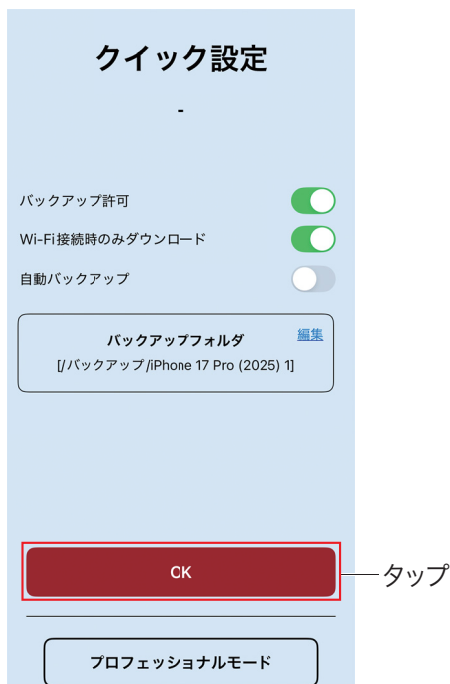 クイック設定
-
バックアップ許可
Wi-Fi接続時のみダウンロード
自動バックアップ
バックアップフォルダ 編集
[/バックアップ/iPhone 17 Pro (2025) 1]
OK タップ
プロフェッショナルモード